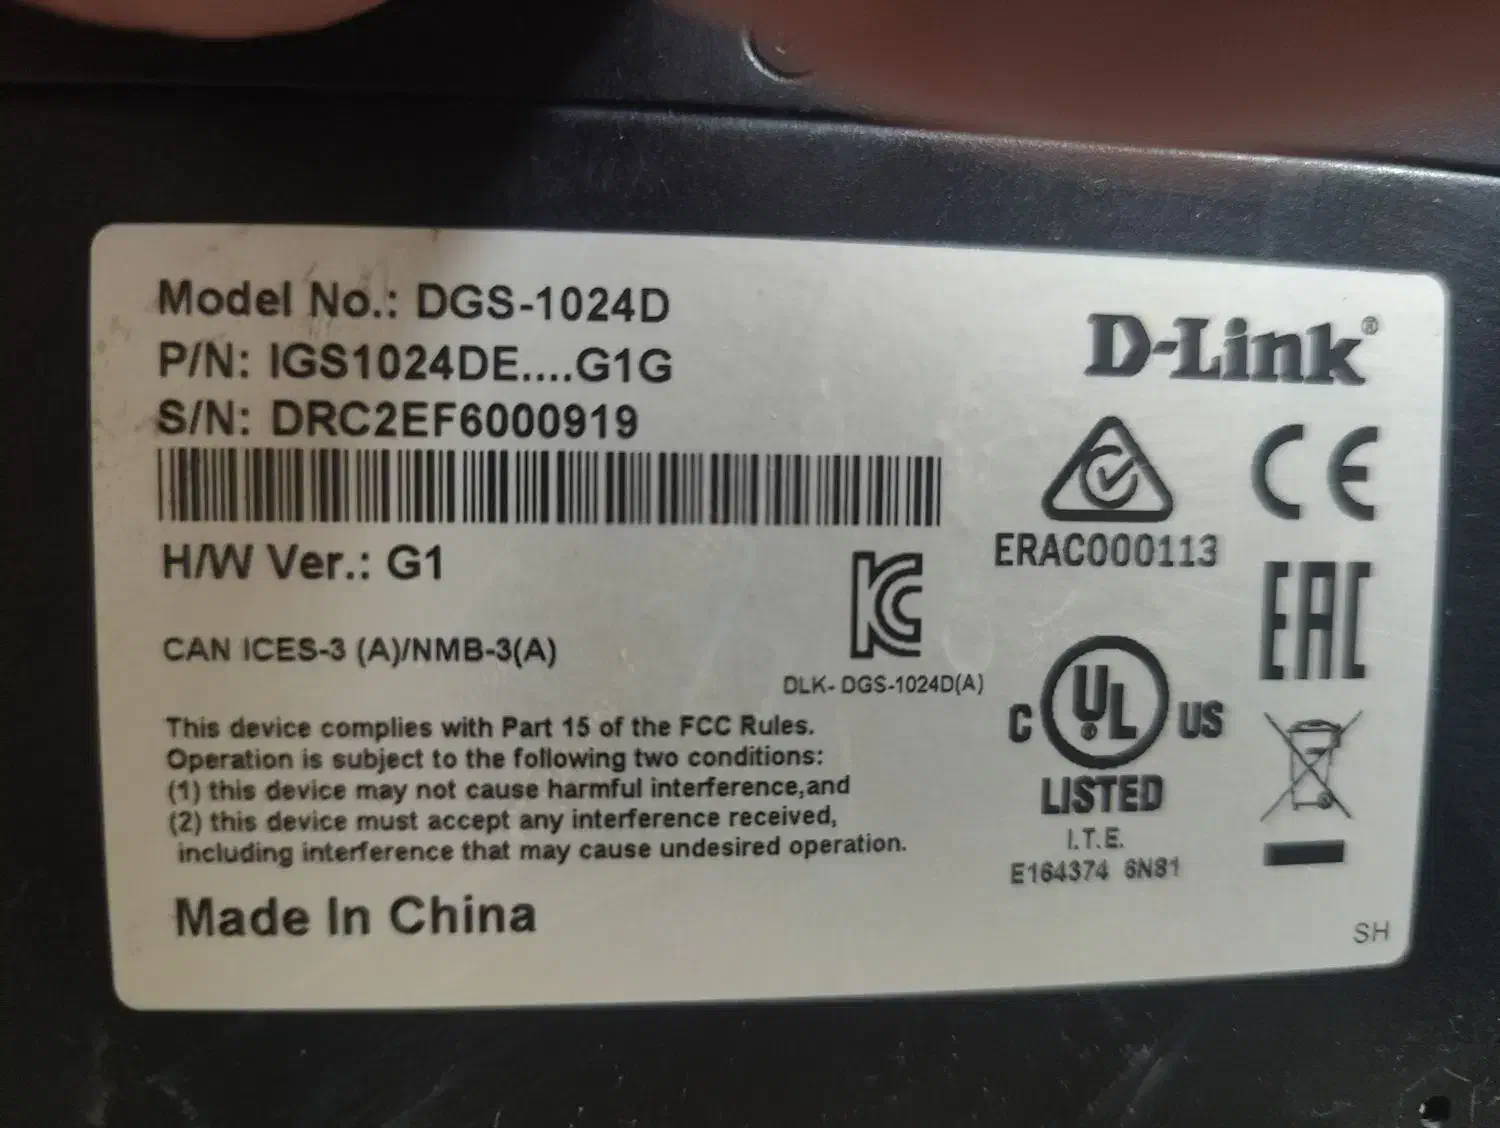 Model No.: DGS-1024D
P/N: IGS1024DE....G1G
S/N: DRC2EF6000919
H/W Ver.: G1
CAN ICES-3 (A)/NMB-3(A)
This device complies with Part 15 of the FCC Rules.
Operation is subject to the following two conditions:
(1) this device may not cause harmful interference,and
(2) this device must accept any interference received,
including interference that may cause undesired operation.
Made In China
D-Link®
CE
ERAC000113
KC
DLK- DGS-1024D(A)
EAC
C UL® US
LISTED
I.T.E.
E164374 6N81
SH